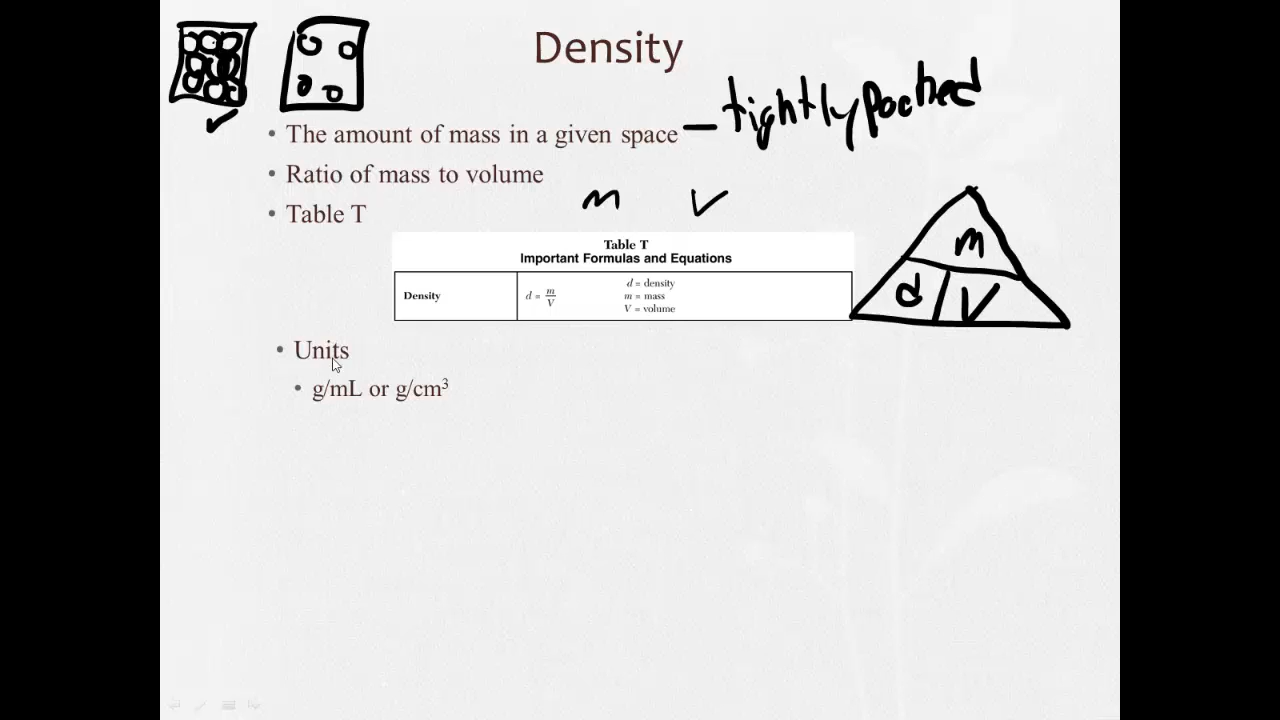 Density
• The amount of mass in a given space – tightly packed
• Ratio of mass to volume
m V
• Table T
Table T
Important Formulas and Equations
Density d = m/V d = density
m = mass
V = volume
m
d V
• Units
• g/mL or g/cm³